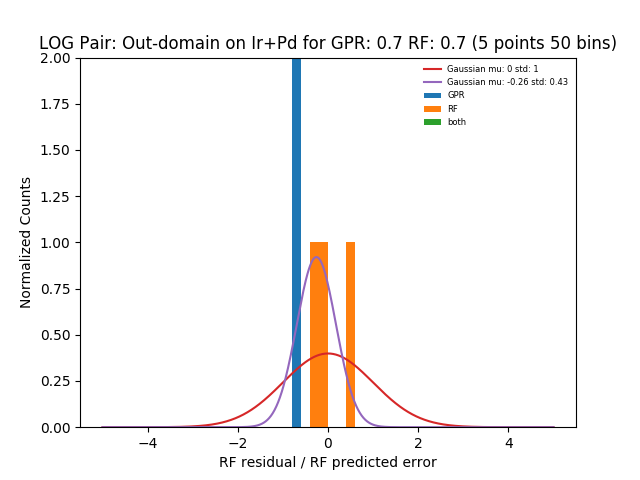 LOG Pair: Out-domain on Ir+Pd for GPR: 0.7 RF: 0.7 (5 points 50 bins)
Gaussian mu: 0 std: 1
Gaussian mu: -0.26 std: 0.43
GPR
RF
both
Normalized Counts
2.00
1.75
1.50
1.25
1.00
0.75
0.50
0.25
0.00
−4 −2 0 2 4
RF residual / RF predicted error